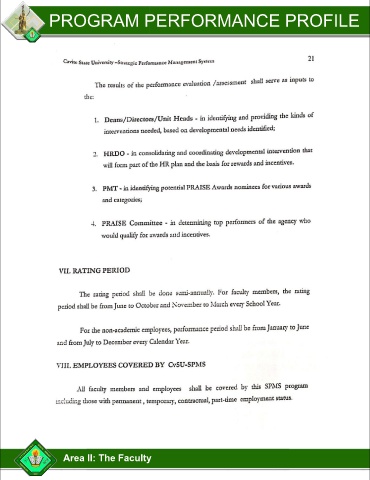 PROGRAM PERFORMANCE PROFILE
Cavite State University -Strategic Performance Management System
21
The results of the performance evaluation /assessment shall serve as inputs to
the:
1. Deans/Directors/Unit Heads - in identifying and providing the kinds of
interventions needed, based on developmental needs identified;
2. HRDO - in consolidating and coordinating developmental intervention that
will form part of the HR plan and the basis for rewards and incentives.
3. PMT - in identifying potential PRAISE Awards nominees for various awards
and categories;
4. PRAISE Committee - in determining top performers of the agency who
would qualify for awards and incentives.
VII. RATING PERIOD
The rating period shall be done semi-annually. For faculty members, the rating
period shall be from June to October and November to March every School Year.
For the non-academic employees, performance period shall be from January to June
and from July to December every Calendar Year.
VIII. EMPLOYEES COVERED BY CvSU-SPMS
All faculty members and employees shall be covered by this SPMS program
including those with permanent , temporary, contractual, part-time employment status.
Area II: The Faculty